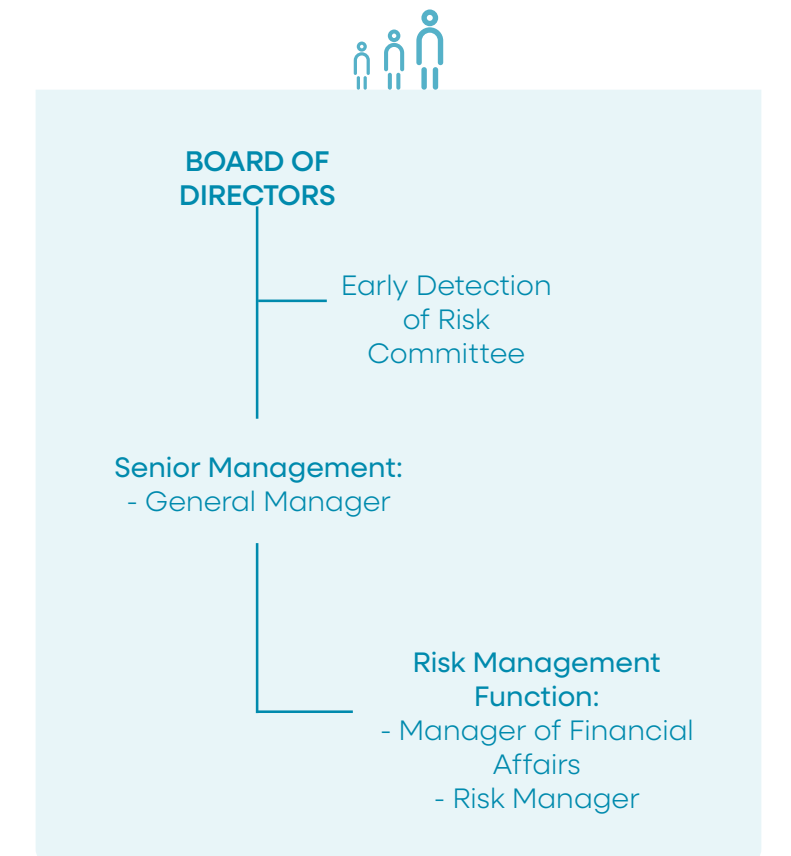 BOARD OF
DIRECTORS
Early Detection
of Risk
Committee
Senior Management:
- General Manager
Risk Management
Function:
- Manager of Financial
Affairs
- Risk Manager